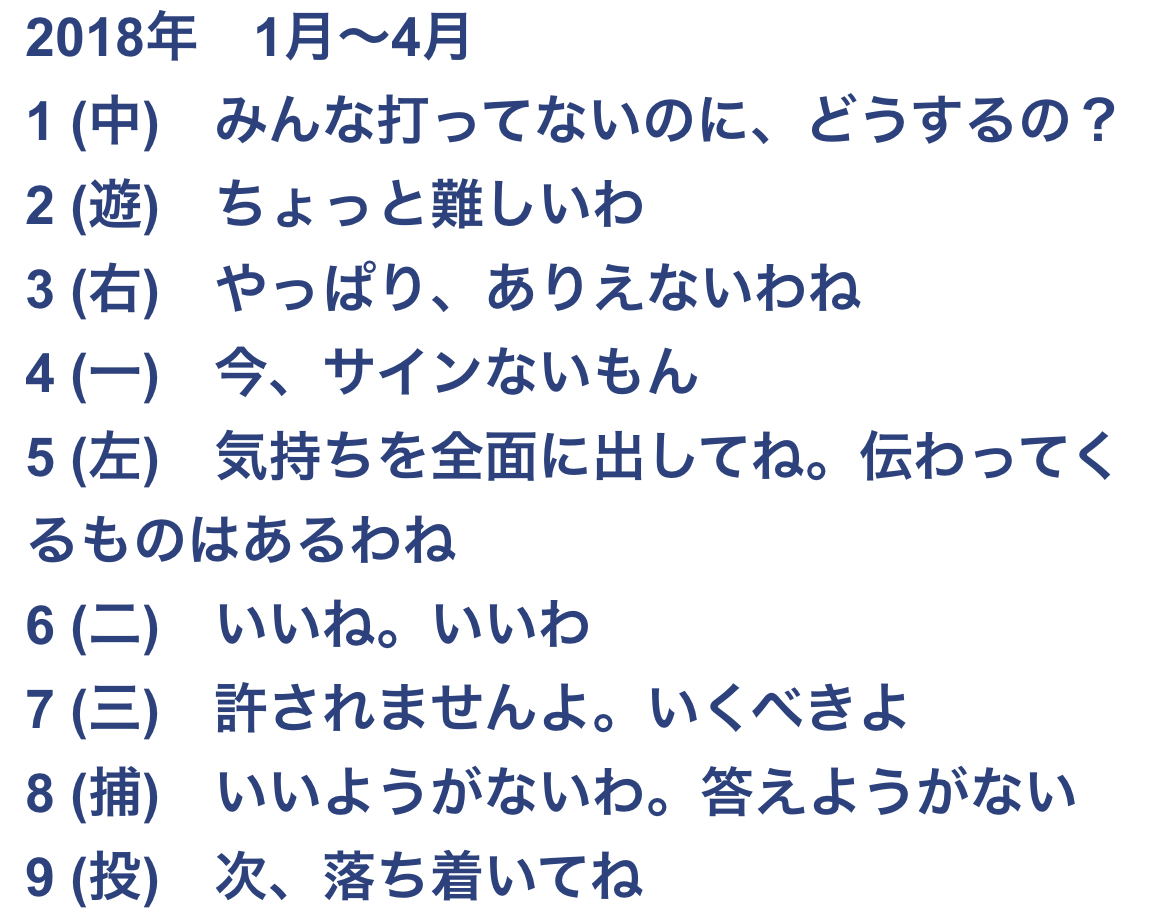 2018年　1月〜4月
1 (中)　みんな打ってないのに、どうするの？
2 (遊)　ちょっと難しいわ
3 (右)　やっぱり、ありえないわね
4 (一)　今、サインないもん
5 (左)　気持ちを全面に出してね。伝わってく
るものはあるわね
6 (二)　いいね。いいわ
7 (三)　許されませんよ。いくべきよ
8 (捕)　いいようがないわ。答えようがない
9 (投)　次、落ち着いてね